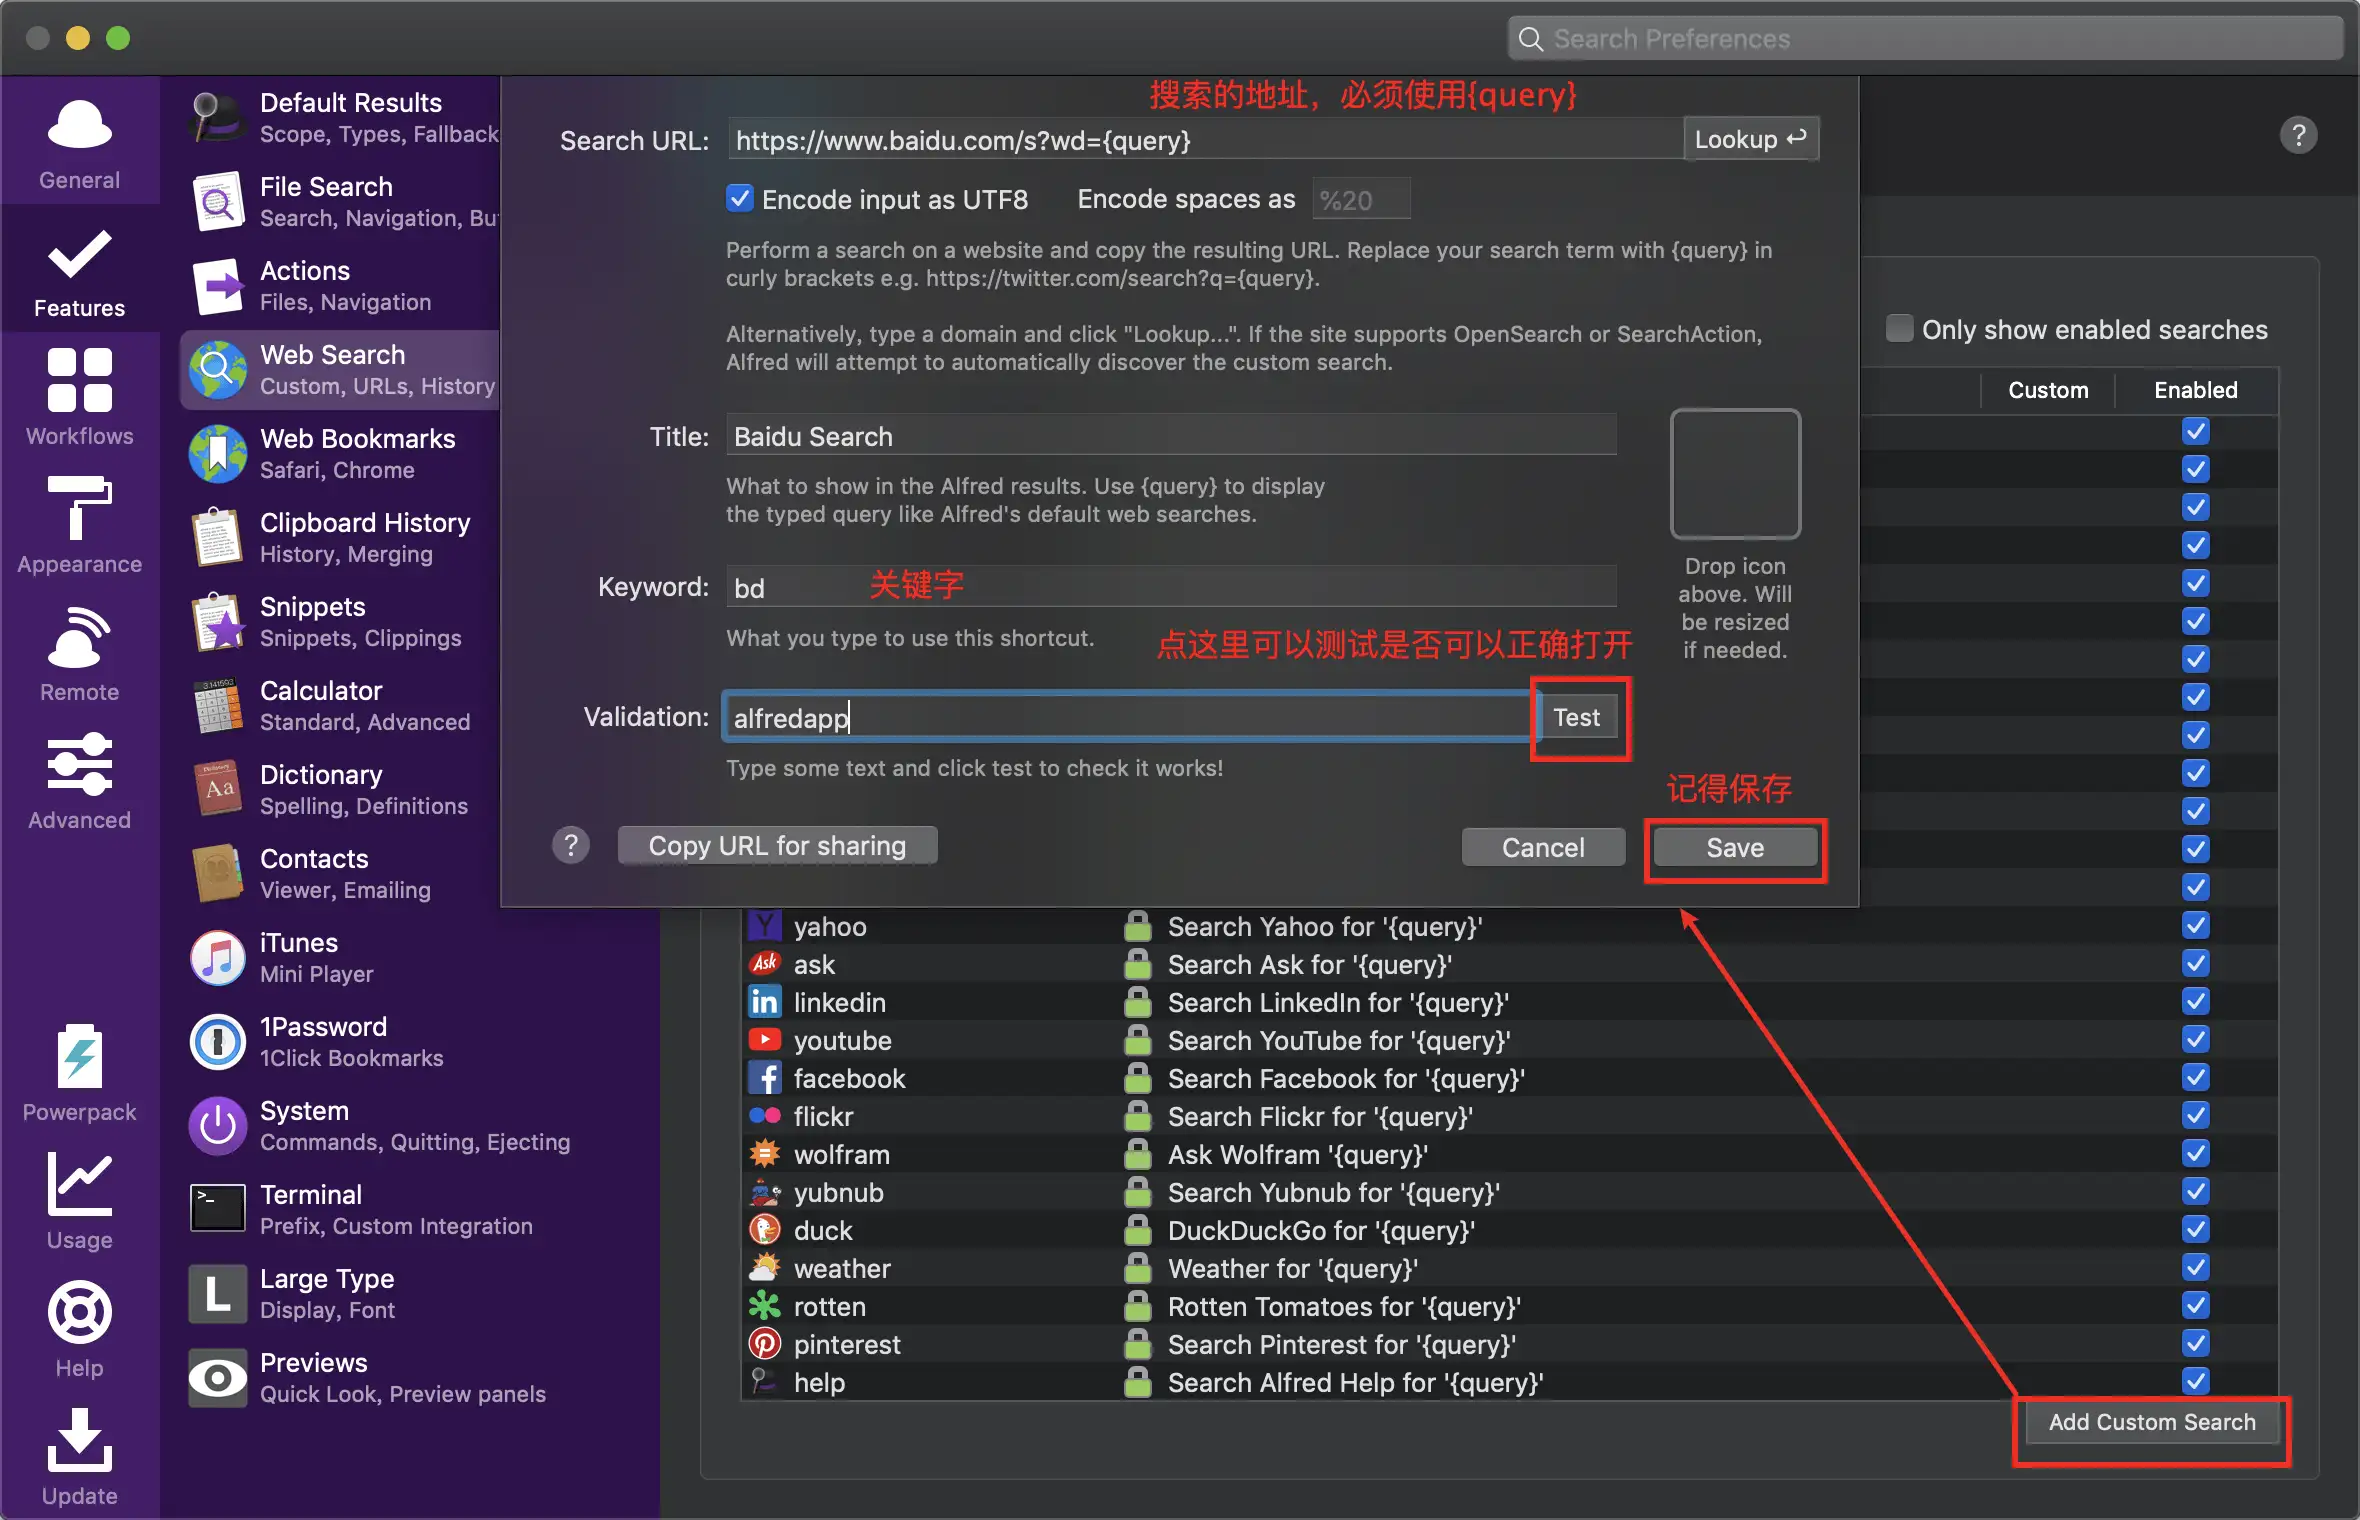 Search Preferences
General
Features
Workflows
Appearance
Remote
Advanced
Powerpack
Usage
Help
Update
Default Results
Scope, Types, Fallback
File Search
Search, Navigation, Bu
Actions
Files, Navigation
Web Search
Custom, URLs, History
Web Bookmarks
Safari, Chrome
Clipboard History
History, Merging
Snippets
Snippets, Clippings
Calculator
Standard, Advanced
Dictionary
Spelling, Definitions
Contacts
Viewer, Emailing
iTunes
Mini Player
1Password
1Click Bookmarks
System
Commands, Quitting, Ejecting
Terminal
Prefix, Custom Integration
Large Type
Display, Font
Previews
Quick Look, Preview panels
搜索的地址，必须使用{query}
Search URL: https://www.baidu.com/s?wd={query} Lookup ↩
Encode input as UTF8 Encode spaces as %20
Perform a search on a website and copy the resulting URL. Replace your search term with {query} in
curly brackets e.g. https://twitter.com/search?q={query}.
Alternatively, type a domain and click "Lookup...". If the site supports OpenSearch or SearchAction,
Alfred will attempt to automatically discover the custom search.
Title: Baidu Search
What to show in the Alfred results. Use {query} to display
the typed query like Alfred's default web searches.
Keyword: bd 关键字
What you type to use this shortcut.
Drop icon
above. Will
be resized
if needed.
点这里可以测试是否可以正确打开
Validation: alfredapp Test
Type some text and click test to check it works!
记得保存
? Copy URL for sharing Cancel Save
?
Only show enabled searches
Custom Enabled
yahoo Search Yahoo for '{query}'
ask Search Ask for '{query}'
linkedin Search LinkedIn for '{query}'
youtube Search YouTube for '{query}'
facebook Search Facebook for '{query}'
flickr Search Flickr for '{query}'
wolfram Ask Wolfram '{query}'
yubnub Search Yubnub for '{query}'
duck DuckDuckGo for '{query}'
weather Weather for '{query}'
rotten Rotten Tomatoes for '{query}'
pinterest Search Pinterest for '{query}'
help Search Alfred Help for '{query}'
Add Custom Search